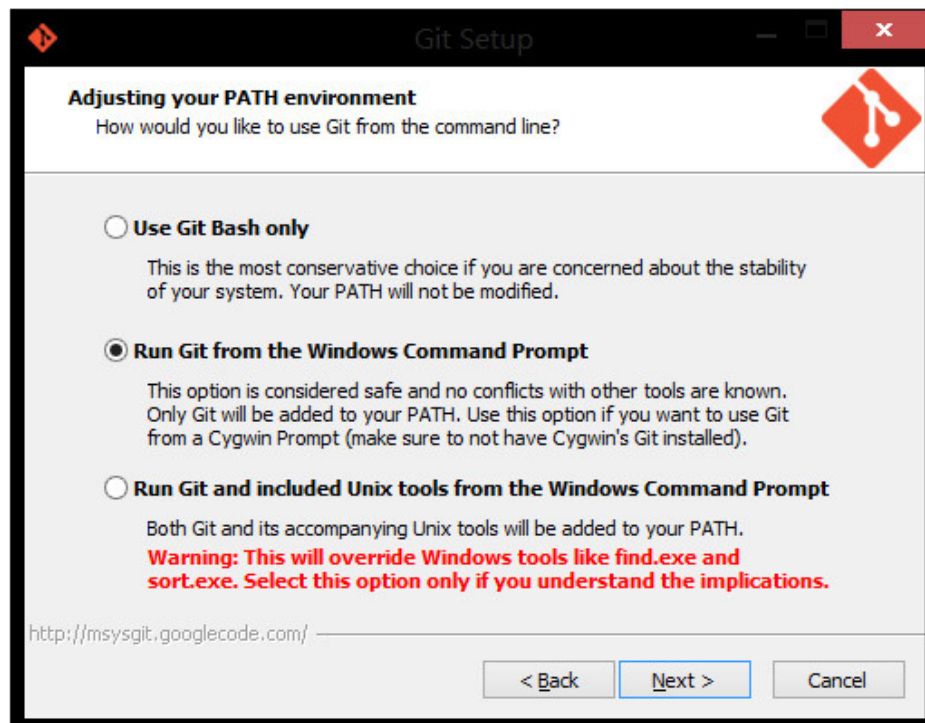 Git Setup
Adjusting your PATH environment
How would you like to use Git from the command line?
Use Git Bash only
This is the most conservative choice if you are concerned about the stability
of your system. Your PATH will not be modified.
Run Git from the Windows Command Prompt
This option is considered safe and no conflicts with other tools are known.
Only Git will be added to your PATH. Use this option if you want to use Git
from a Cygwin Prompt (make sure to not have Cygwin's Git installed).
Run Git and included Unix tools from the Windows Command Prompt
Both Git and its accompanying Unix tools will be added to your PATH.
Warning: This will override Windows tools like find.exe and
sort.exe. Select this option only if you understand the implications.
http://msysgit.googlecode.com/
< Back Next > Cancel